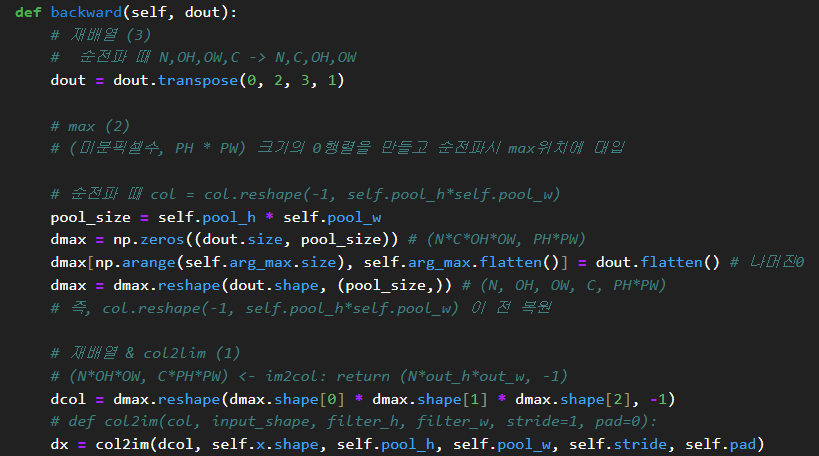 def backward(self, dout):
# 재배열 (3)
# 순전파 때 N,OH,OW,C -> N,C,OH,OW
dout = dout.transpose(0, 2, 3, 1)
# max (2)
# (미분픽셀수, PH * PW) 크기의 0행렬을 만들고 순전파시 max위치에 대입
# 순전파 때 col = col.reshape(-1, self.pool_h*self.pool_w)
pool_size = self.pool_h * self.pool_w
dmax = np.zeros((dout.size, pool_size)) # (N*C*OH*OW, PH*PW)
dmax[np.arange(self.arg_max.size), self.arg_max.flatten()] = dout.flatten() # 나머진0
dmax = dmax.reshape(dout.shape, (pool_size,)) # (N, OH, OW, C, PH*PW)
# 즉, col.reshape(-1, self.pool_h*self.pool_w) 이 전 복원
# 재배열 & col2lim (1)
# (N*OH*OW, C*PH*PW) <- im2col: return (N*out_h*out_w, -1)
dcol = dmax.reshape(dmax.shape[0] * dmax.shape[1] * dmax.shape[2], -1)
# def col2im(col, input_shape, filter_h, filter_w, stride=1, pad=0):
dx = col2im(dcol, self.x.shape, self.pool_h, self.pool_w, self.stride, self.pad)